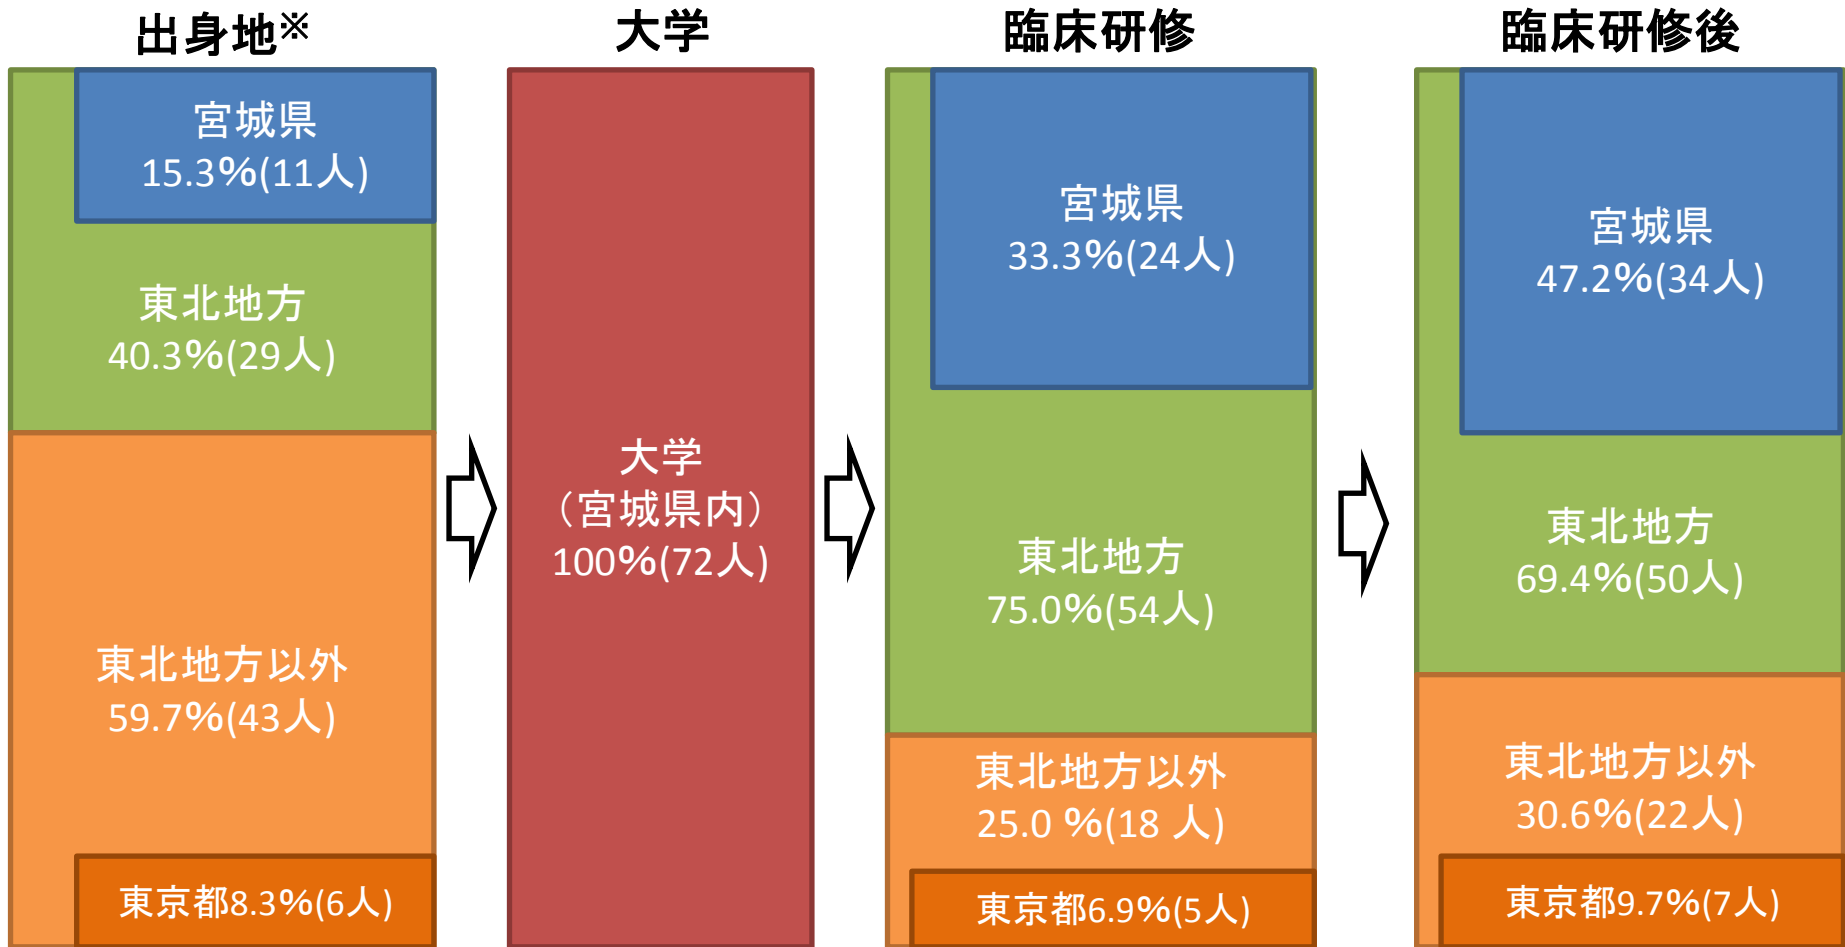 出身地※
宮城県
15.3%(11人)
東北地方
40.3%(29人)
東北地方以外
59.7%(43人)
東京都8.3%(6人)
大学
大学
（宮城県内）
100%(72人)
臨床研修
宮城県
33.3%(24人)
東北地方
75.0%(54人)
東北地方以外
25.0 %(18 人)
東京都6.9%(5人)
臨床研修後
宮城県
47.2%(34人)
東北地方
69.4%(50人)
東北地方以外
30.6%(22人)
東京都9.7%(7人)